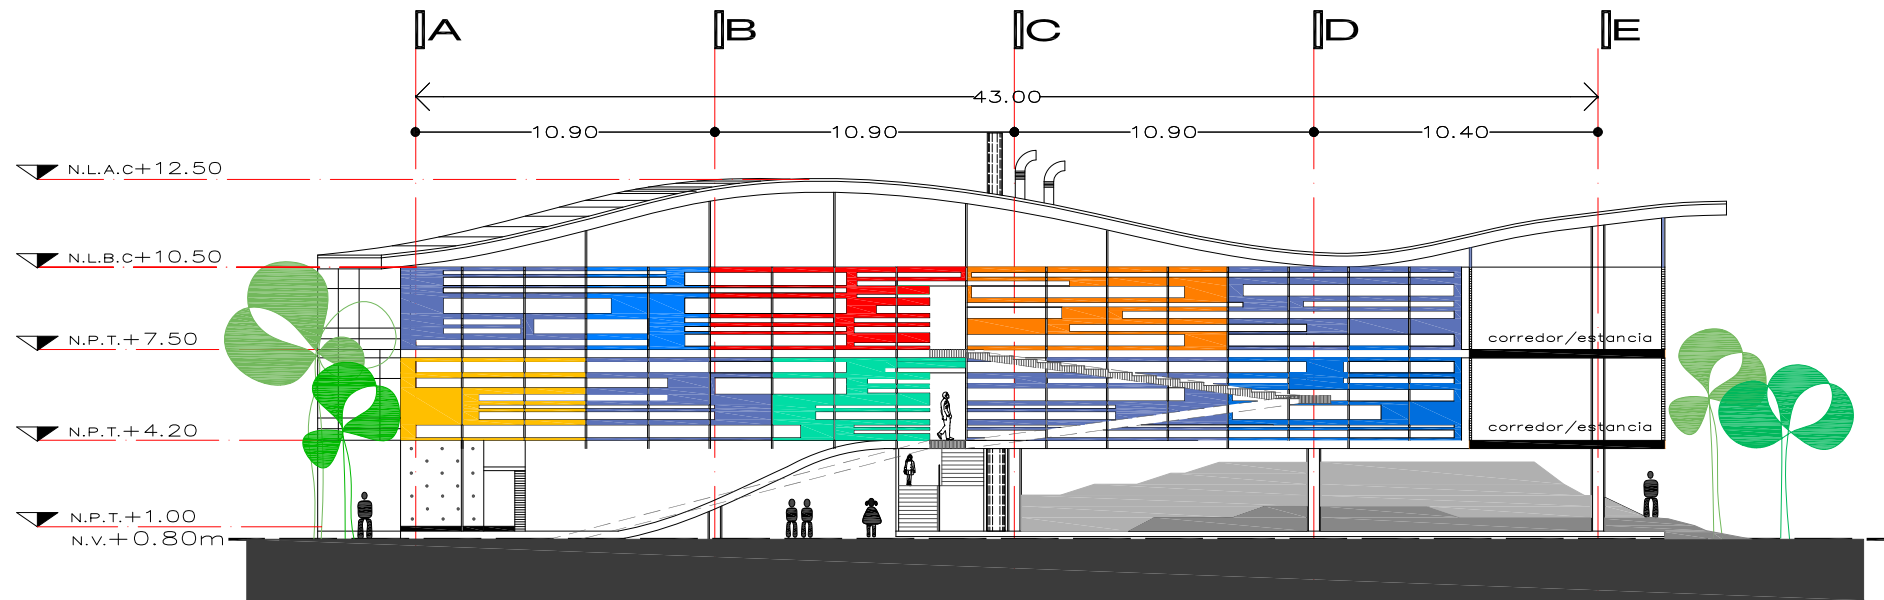 A B C D E
43.00
10.90 10.90 10.90 10.40
N.L.A.C+12.50
N.L.B.C+10.50
N.P.T.+7.50
corredor/estancia
N.P.T.+4.20
corredor/estancia
N.P.T.+1.00
N.V.+0.80m